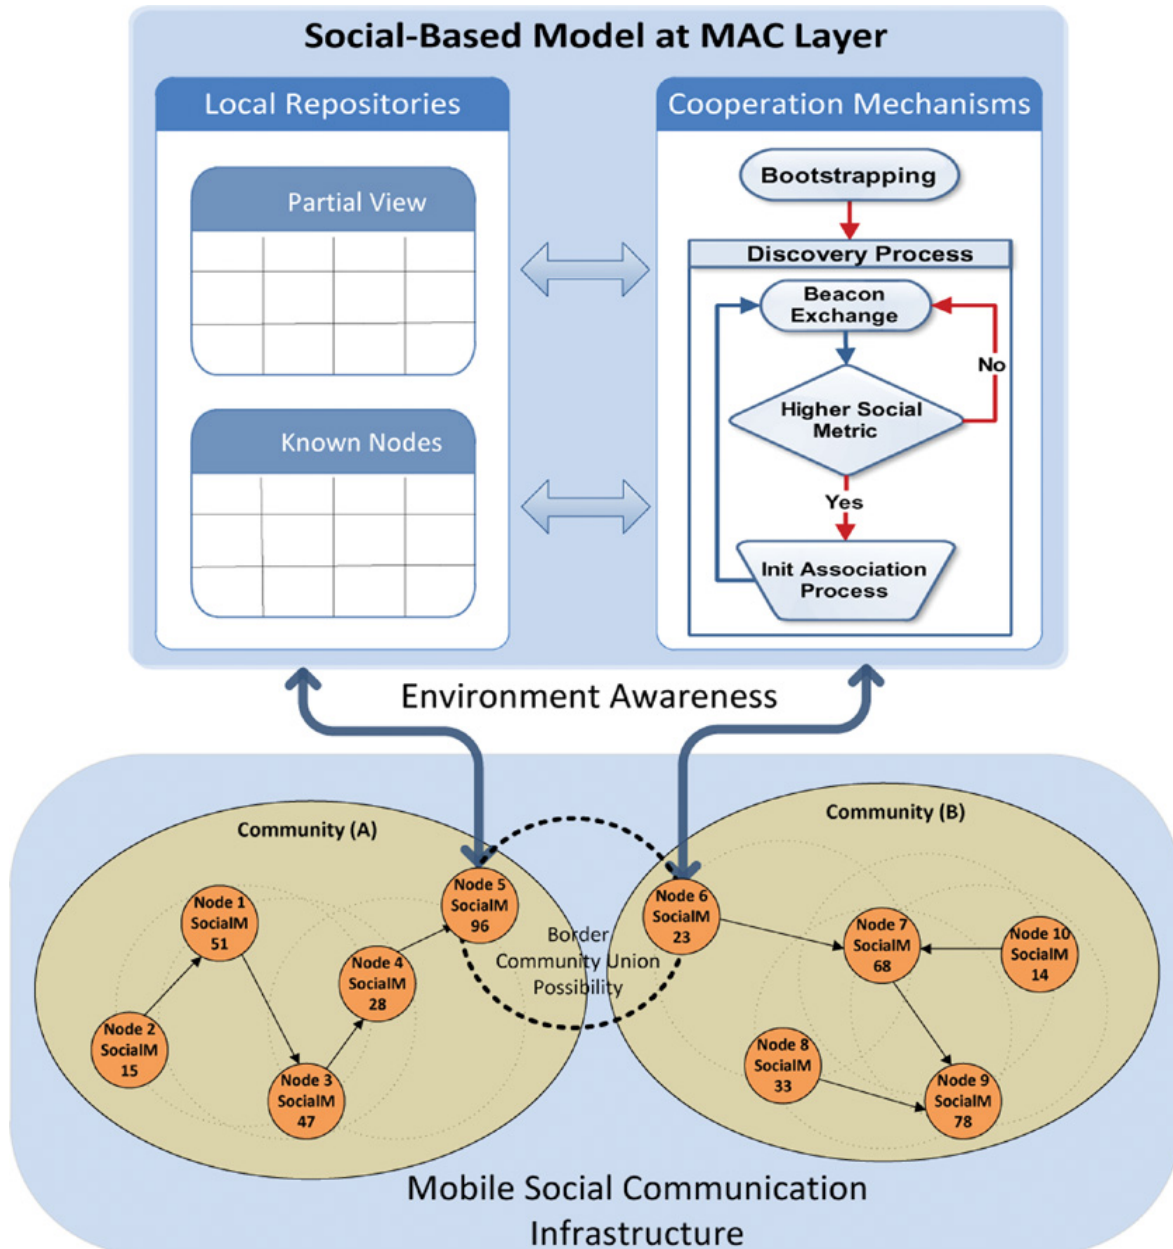 Social-Based Model at MAC Layer
Local Repositories
Partial View
Known Nodes
Cooperation Mechanisms
Bootstrapping
Discovery Process
Beacon
Exchange
No
Higher Social
Metric
Yes
Init Association
Process
Environment Awareness
Community (A)
Node 1
SocialM
51
Node 2
SocialM
15
Node 3
SocialM
47
Node 4
SocialM
28
Node 5
SocialM
96
Border
Community Union
Possibility
Community (B)
Node 6
SocialM
23
Node 7
SocialM
68
Node 10
SocialM
14
Node 8
SocialM
33
Node 9
SocialM
78
Mobile Social Communication
Infrastructure